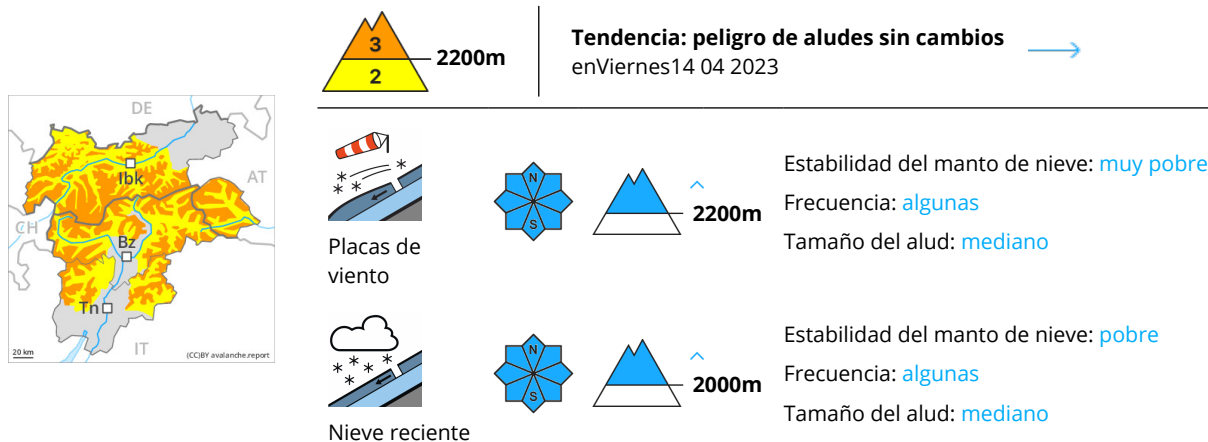 3
2200m
2
Tendencia: peligro de aludes sin cambios
enViernes14 04 2023
DE
Ibk
AT
CH
Bz
Tn
IT
20 km
(CC)BY avalanche.report
N
S
2200m
Placas de
viento
Estabilidad del manto de nieve: muy pobre
Frecuencia: algunas
Tamaño del alud: mediano
N
S
2000m
Nieve reciente
Estabilidad del manto de nieve: pobre
Frecuencia: algunas
Tamaño del alud: mediano